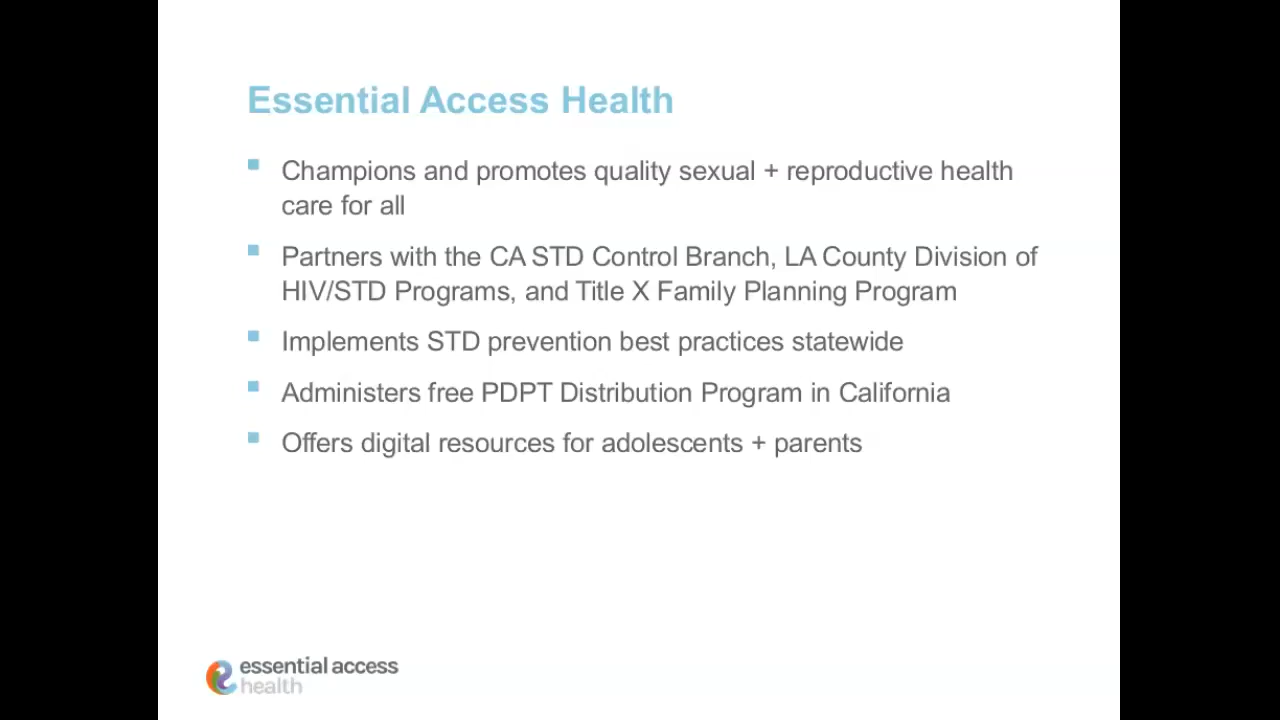 Essential Access Health
Champions and promotes quality sexual + reproductive health
care for all
Partners with the CA STD Control Branch, LA County Division of
HIV/STD Programs, and Title X Family Planning Program
Implements STD prevention best practices statewide
Administers free PDPT Distribution Program in California
Offers digital resources for adolescents + parents
essential access
health